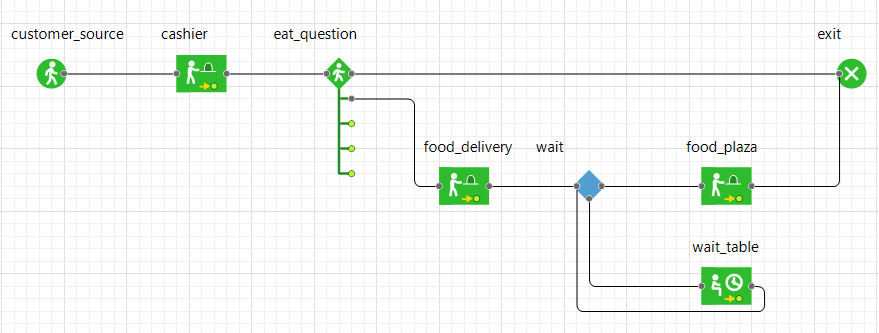 customer_source
cashier
eat_question
exit
food_delivery
wait
food_plaza
wait_table